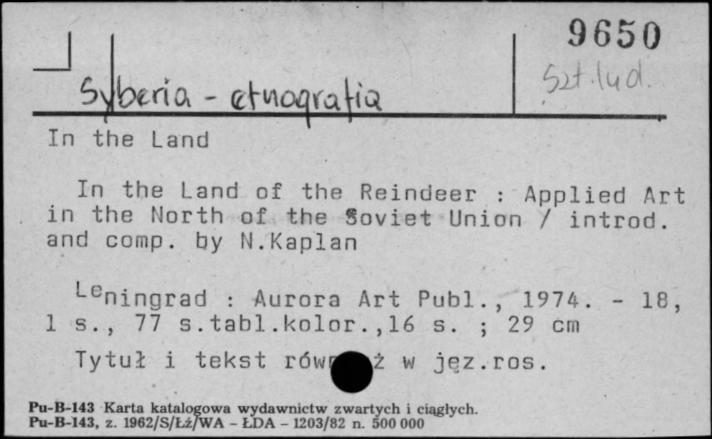 9650
Syberia - etnografia
Szt. lud.
In the Land
In the Land of the Reindeer : Applied Art
in the North of the Soviet Union / introd.
and comp. by N.Kaplan
Leningrad : Aurora Art Publ., 1974. - 18,
1 s., 77 s.tabl.kolor.,16 s. ; 29 cm
Tytuł i tekst rów ż w jęz.ros.
Pu-B-143 Karta katalogowa wydawnictw zwartych i ciągłych.
Pu-B-143, z. 1962/S/Łź/WA - ŁDA - 1203/82 n. 500 000